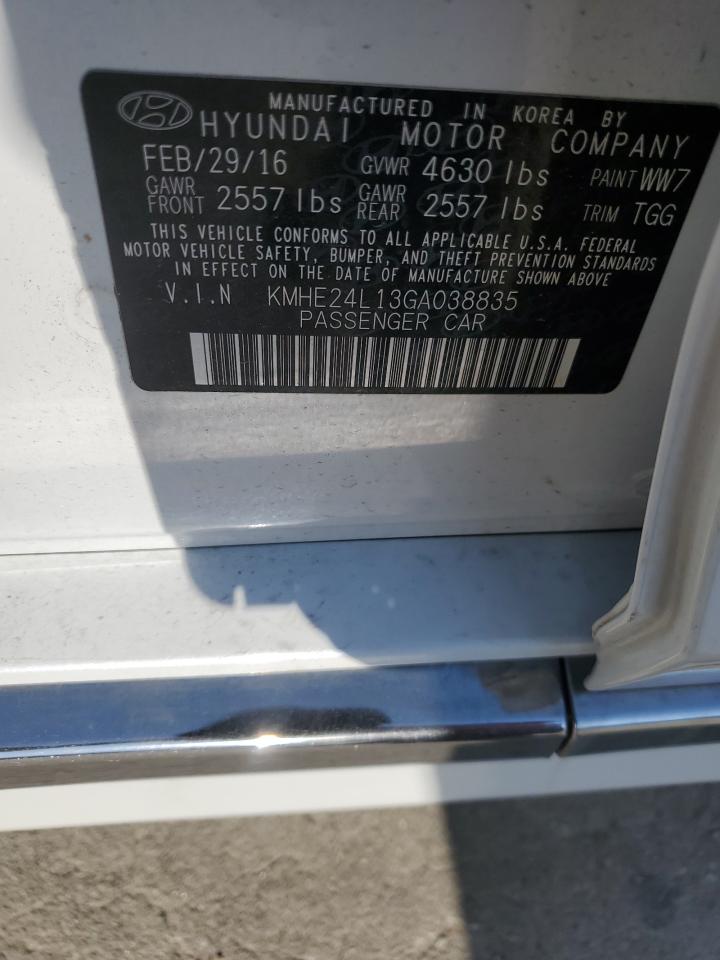 MANUFACTURED IN KOREA BY
HYUNDAI MOTOR COMPANY
FEB/29/16 GVWR 4630 lbs PAINT WW7
GAWR FRONT 2557 lbs GAWR REAR 2557 lbs TRIM TGG
THIS VEHICLE CONFORMS TO ALL APPLICABLE U.S.A. FEDERAL
MOTOR VEHICLE SAFETY, BUMPER, AND THEFT PREVENTION STANDARDS
IN EFFECT ON THE DATE OF MANUFACTURE SHOWN ABOVE
V.I.N KMHE24L13GA038835
PASSENGER CAR